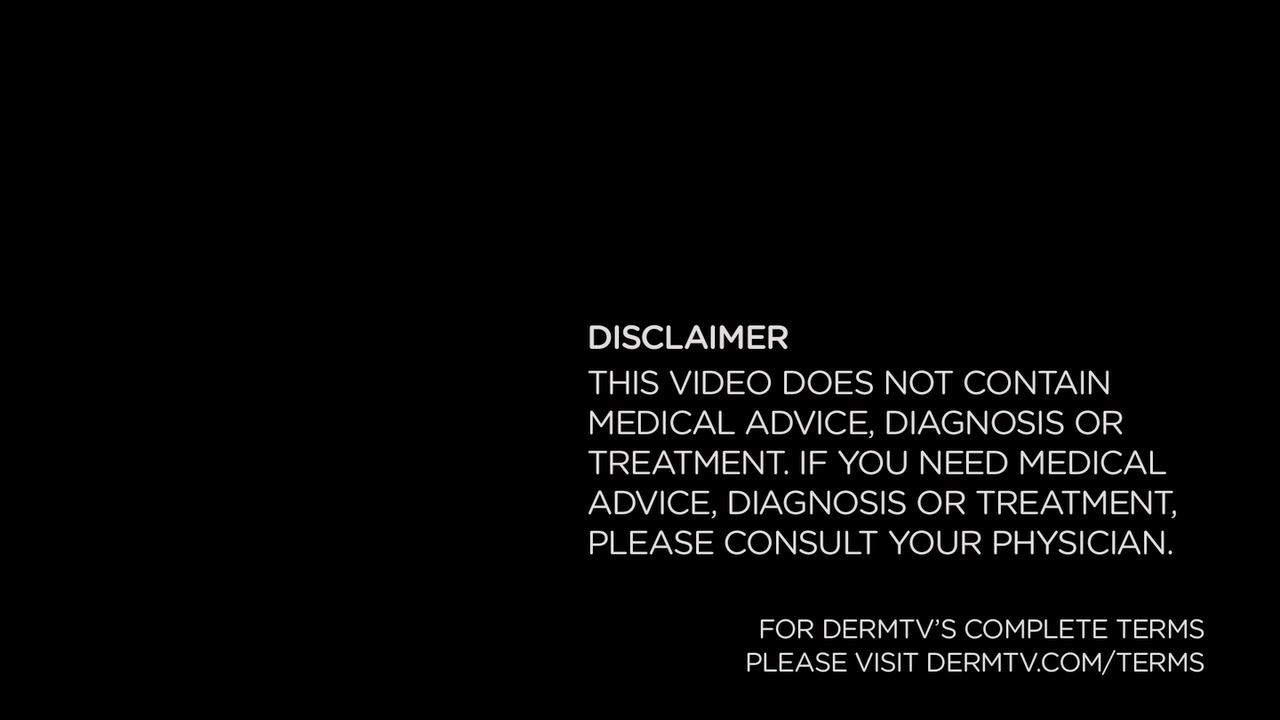 DISCLAIMER
THIS VIDEO DOES NOT CONTAIN
MEDICAL ADVICE, DIAGNOSIS OR
TREATMENT. IF YOU NEED MEDICAL
ADVICE, DIAGNOSIS OR TREATMENT,
PLEASE CONSULT YOUR PHYSICIAN.
FOR DERMTV’S COMPLETE TERMS
PLEASE VISIT DERMTV.COM/TERMS